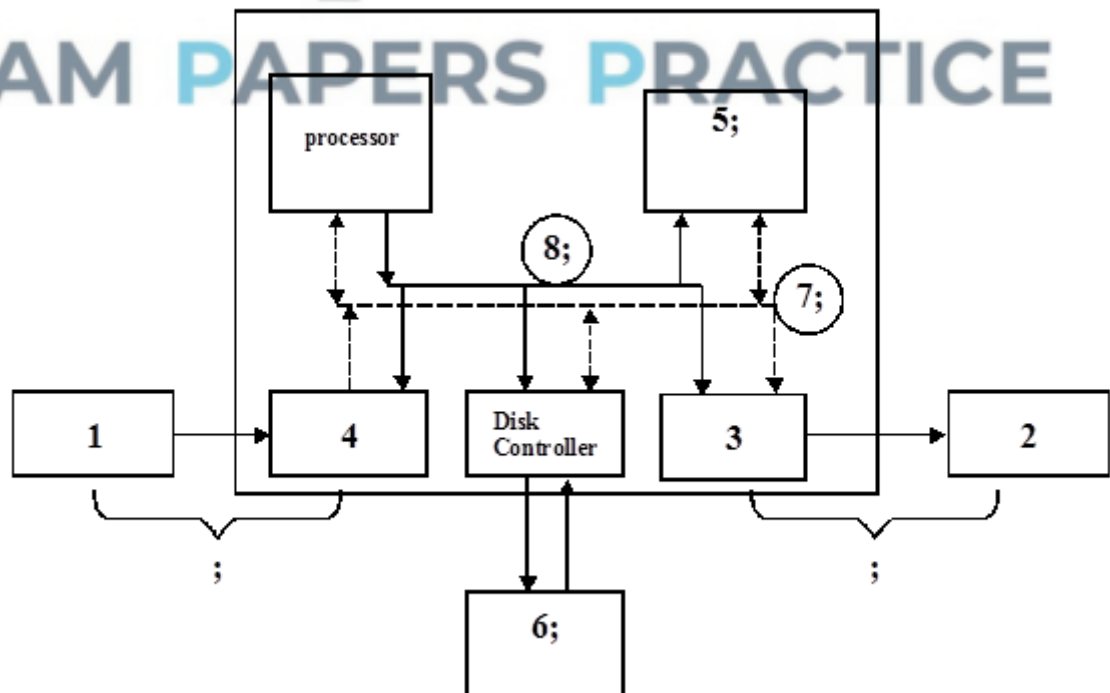 AM PAPERS PRACTICE
processor
5;
8;
7;
1
4
Disk
Controller
3
2
;
;
6;